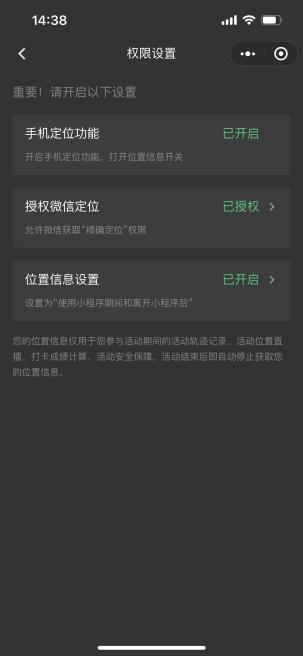 14:38
权限设置
重要！请开启以下设置
手机定位功能
已开启
开启手机定位功能，打开位置信息开关
授权微信定位
已授权
允许微信获取“精确定位”权限
位置信息设置
已开启
设置为“使用小程序期间和离开小程序后”
您的位置信息仅用于您参与活动期间的活动轨迹记录、活动位置直
播、打卡成绩计算、活动安全保障，活动结束后即自动停止获取您
的位置信息。